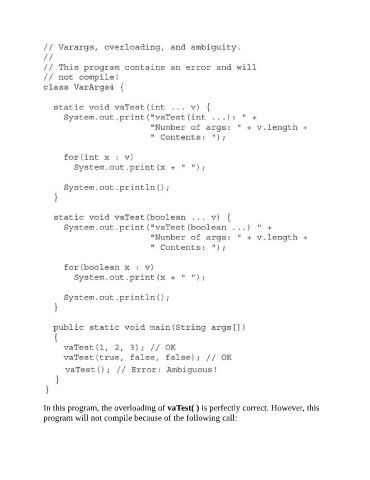 // Varargs, overloading, and ambiguity.
//
// This program contains an error and will
// not compile!
class VarArgs4 {
static void vaTest(int ... v) {
System.out.print("vaTest(int ...): " +
"Number of args: " + v.length +
" Contents: ");
for(int x : v)
System.out.print(x + " ");
System.out.println();
}
static void vaTest(boolean ... v) {
System.out.print("vaTest(boolean ...) " +
"Number of args: " + v.length +
" Contents: ");
for(boolean x : v)
System.out.print(x + " ");
System.out.println();
}
public static void main(String args[])
{
vaTest(1, 2, 3); // OK
vaTest(true, false, false); // OK
vaTest(); // Error: Ambiguous!
}
}
In this program, the overloading of vaTest( ) is perfectly correct. However, this
program will not compile because of the following call: